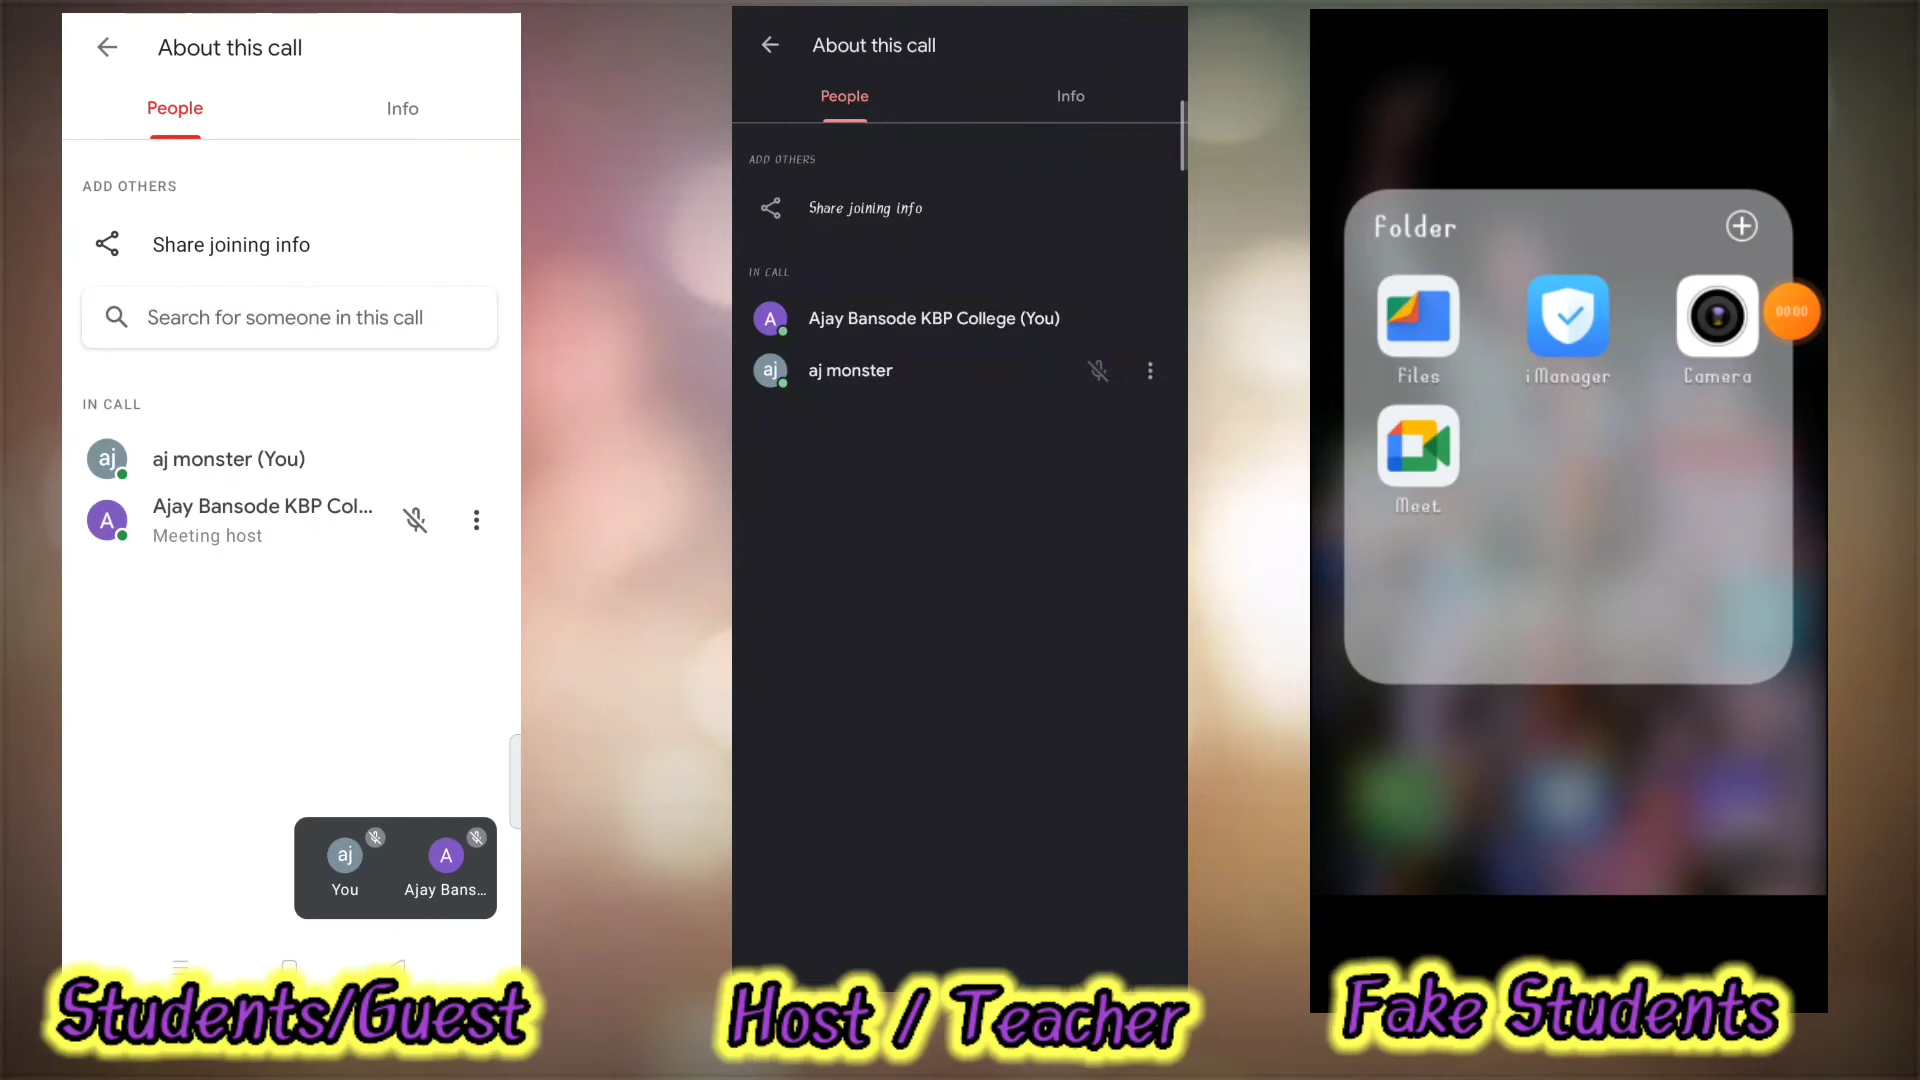 About this call
People
Info
ADD OTHERS
Share joining info
Search for someone in this call
IN CALL
aj
aj monster (You)
A
Ajay Bansode KBP Col...
Meeting host
aj
A
You
Ajay Bans...
Students/Guest
About this call
People
Info
ADD OTHERS
Share joining info
IN CALL
A
Ajay Bansode KBP College (You)
aj
aj monster
Host / Teacher
Folder
Files
iManager
Camera
00:00
Meet
Fake Students